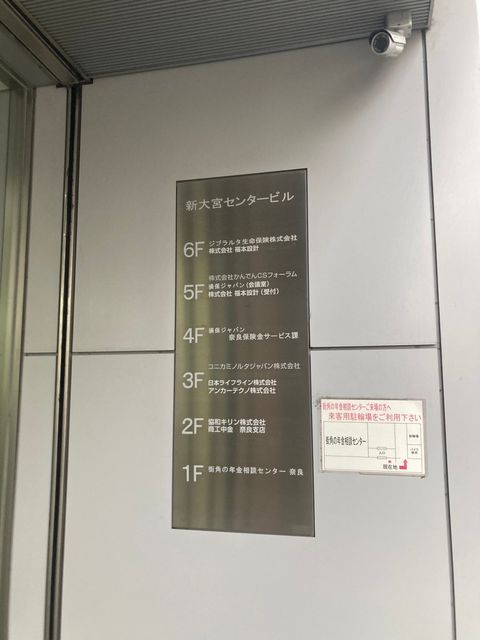 新大宮センタービル
6F
ジブラルタ生命保険株式会社
株式会社 福本設計
5F
株式会社かんでんCSフォーラム
損保ジャパン(会議室)
株式会社 福本設計(受付)
4F
損保ジャパン
奈良保険金サービス課
3F
コニカミノルタジャパン株式会社
日本ライフライン株式会社
アンカーテクノ株式会社
2F
協和キリン株式会社
商工中金 奈良支店
1F
街角の年金相談センター 奈良
街角の年金相談センターご来場の方へ
来客用駐輪場をご利用下さい
街角の年金相談センター
駐輪場
入口
現在地